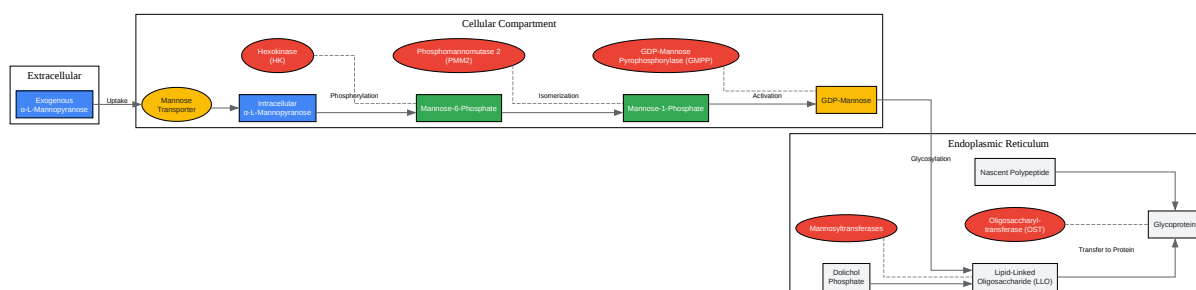 Cellular Compartment
Hexokinase
(HK)
Phosphomannomutase 2
(PMM2)
GDP-Mannose
Pyrophosphorylase (GMPP)
Extracellular
Exogenous
α-L-Mannopyranose
Uptake
Mannose
Transporter
Intracellular
α-L-Mannopyranose
Phosphorylation
Mannose-6-Phosphate
Isomerization
Mannose-1-Phosphate
Activation
GDP-Mannose
Endoplasmic Reticulum
Glycosylation
Nascent Polypeptide
Mannosyltransferases
Oligosaccharyl-
transferase (OST)
Glycoprotein
Transfer to Protein
Dolichol
Phosphate
Lipid-Linked
Oligosaccharide (LLO)